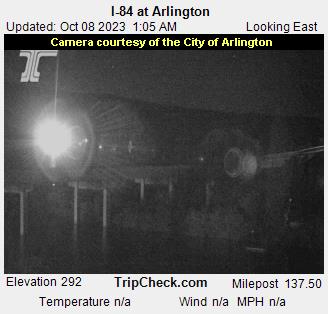 I-84 at Arlington
Updated: Oct 08 2023 1:05 AM Looking East
Camera courtesy of the City of Arlington
Elevation 292 TripCheck.com Milepost 137.50
Temperature n/a Wind n/a MPH n/a